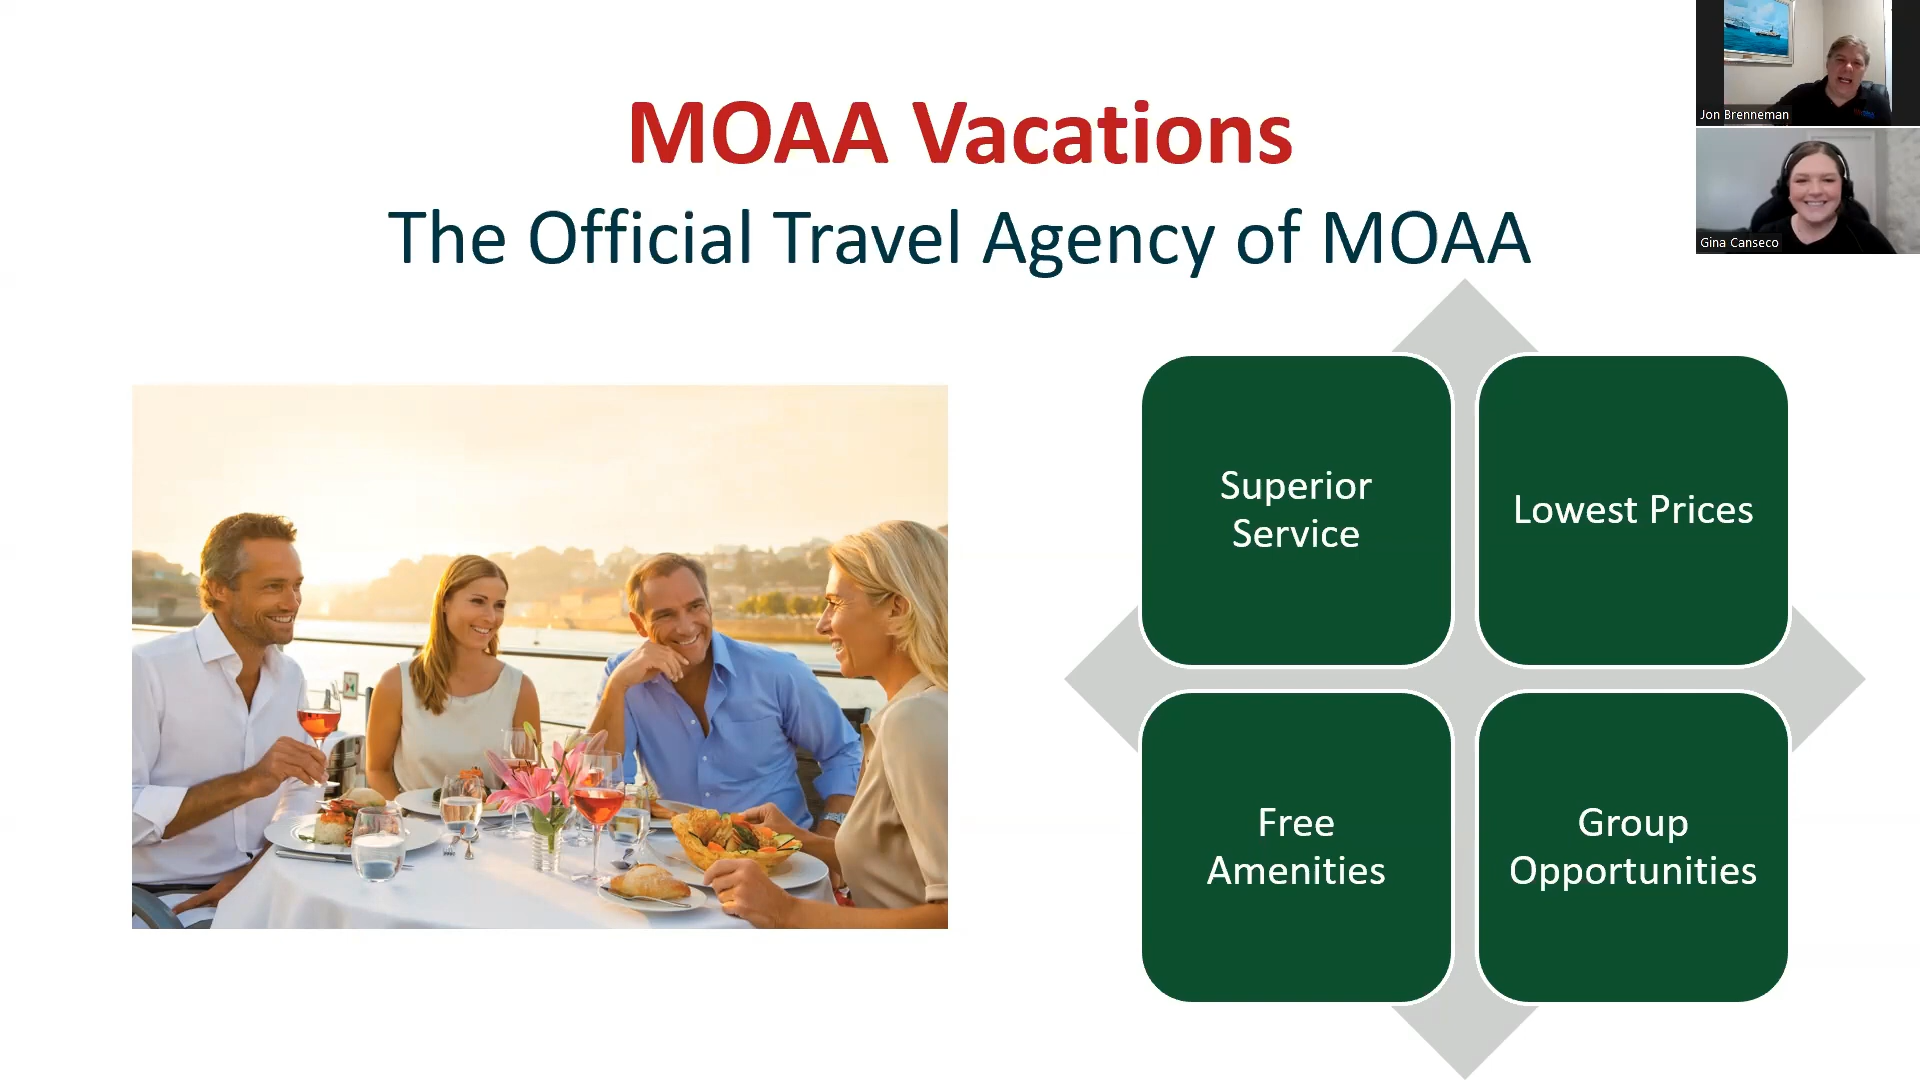 MOAA Vacations
The Official Travel Agency of MOAA
Jon Brenneman
Gina Canseco
Superior
Service
Lowest Prices
Free
Amenities
Group
Opportunities